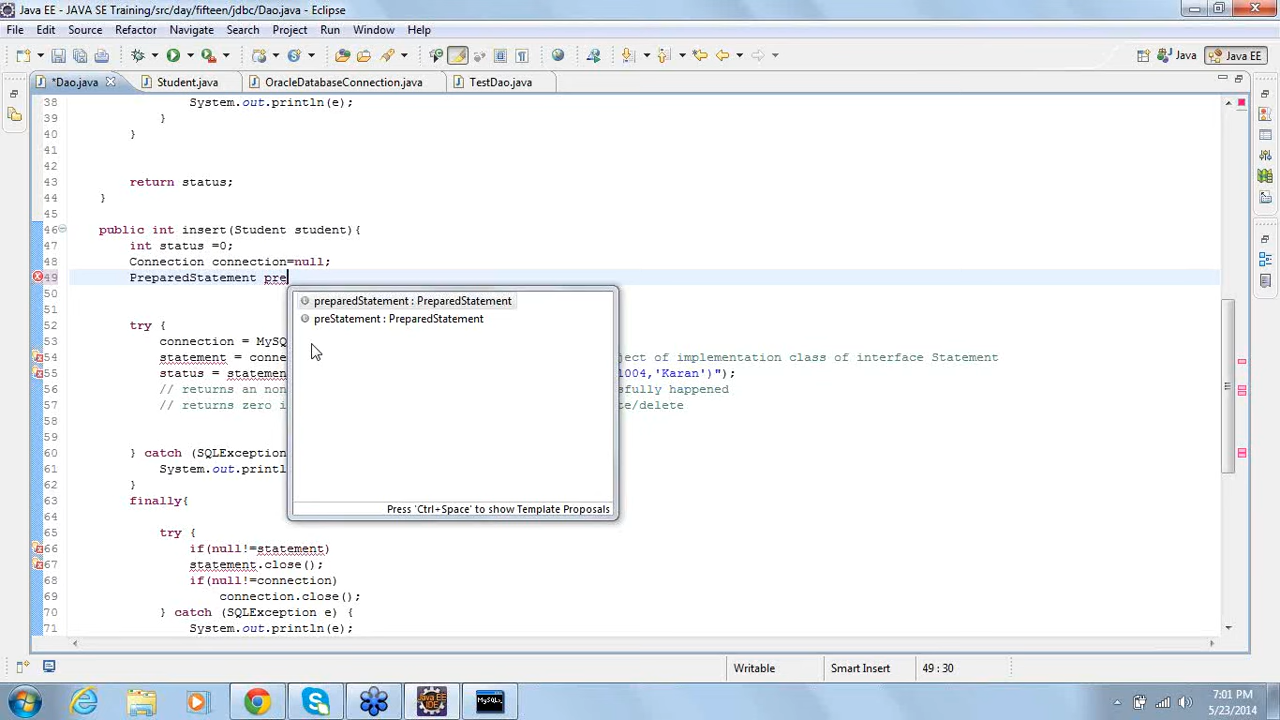 Java EE - JAVA SE Training/src/day/fifteen/jdbc/Dao.java - Eclipse
File Edit Source Refactor Navigate Search Project Run Window Help
Java Java EE
*Dao.java Student.java OracleDatabaseConnection.java TestDao.java
38 System.out.println(e);
39 }
40 }
41
42
43 return status;
44 }
45
46 public int insert(Student student){
47 int status =0;
48 Connection connection=null;
49 PreparedStatement pre
50
preparedStatement : PreparedStatement
51
preStatement : PreparedStatement
52 try {
53 connection = MySQ
54 statement = conne ject of implementation class of interface Statement
55 status = statemen 1004,'Karan')");
56 // returns an non sfully happened
57 // returns zero i te/delete
58
59
60 } catch (SQLException
61 System.out.printl
62 }
63 finally{
Press 'Ctrl+Space' to show Template Proposals
64
65 try {
66 if(null!=statement)
67 statement.close();
68 if(null!=connection)
69 connection.close();
70 } catch (SQLException e) {
71 System.out.println(e);
Writable Smart Insert 49 : 30
Java EE IDE
MySQL
7:01 PM
5/23/2014